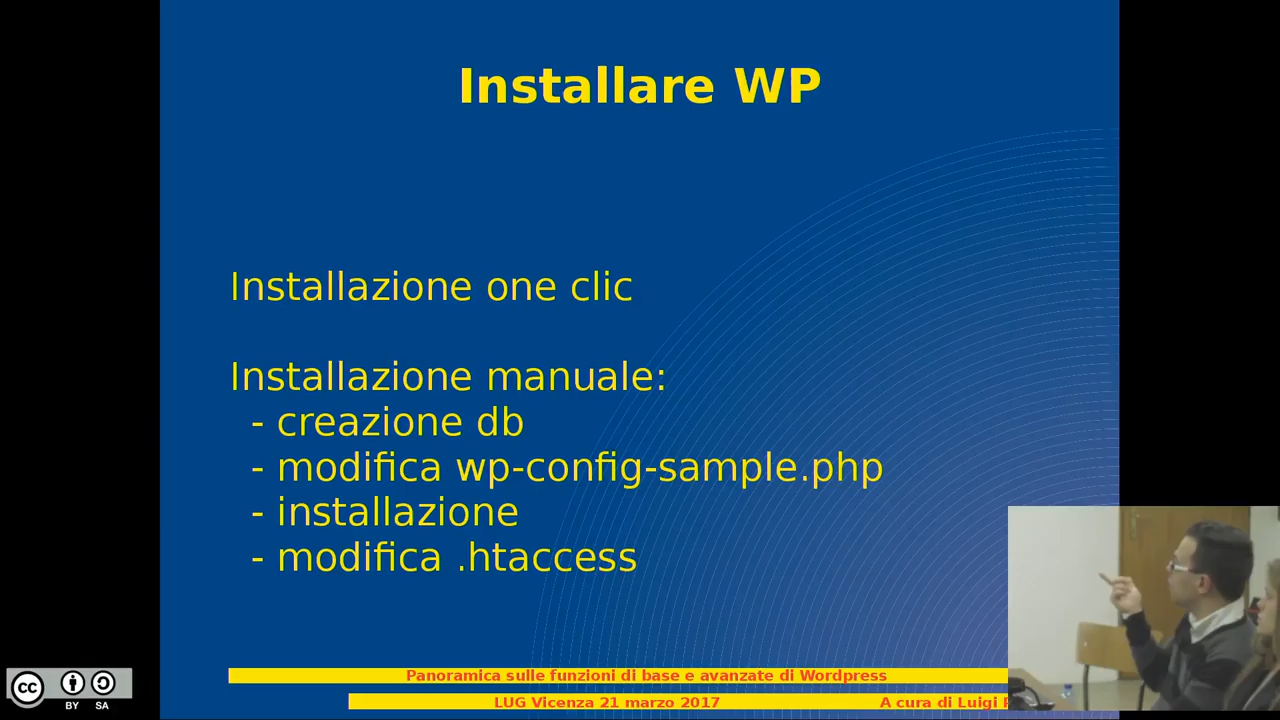 Installare WP
Installazione one clic
Installazione manuale:
- creazione db
- modifica wp-config-sample.php
- installazione
- modifica .htaccess
Panoramica sulle funzioni di base e avanzate di Wordpress
LUG Vicenza 21 marzo 2017 A cura di Luigi
cc BY SA